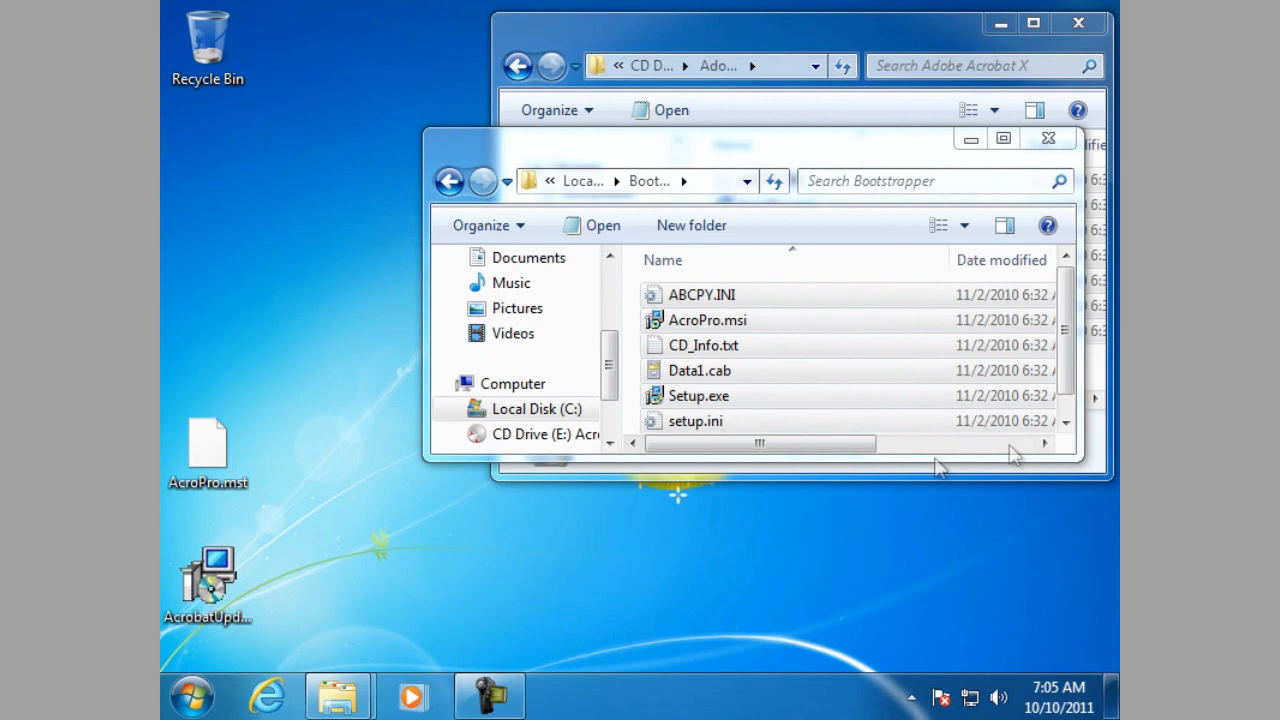 Recycle Bin
« CD D... Ado...
Search Adobe Acrobat X
Organize
Open
« Loca... Boot...
Search Bootstrapper
Organize
Open
New folder
Documents
Music
Pictures
Videos
Computer
Local Disk (C:)
CD Drive (E:) Acr
Name
Date modified
ABCPY.INI
11/2/2010 6:32
AcroPro.msi
11/2/2010 6:32
CD_Info.txt
11/2/2010 6:32
Data1.cab
11/2/2010 6:32
Setup.exe
11/2/2010 6:32
setup.ini
11/2/2010 6:32
AcroPro.mst
AcrobatUpd...
7:05 AM
10/10/2011